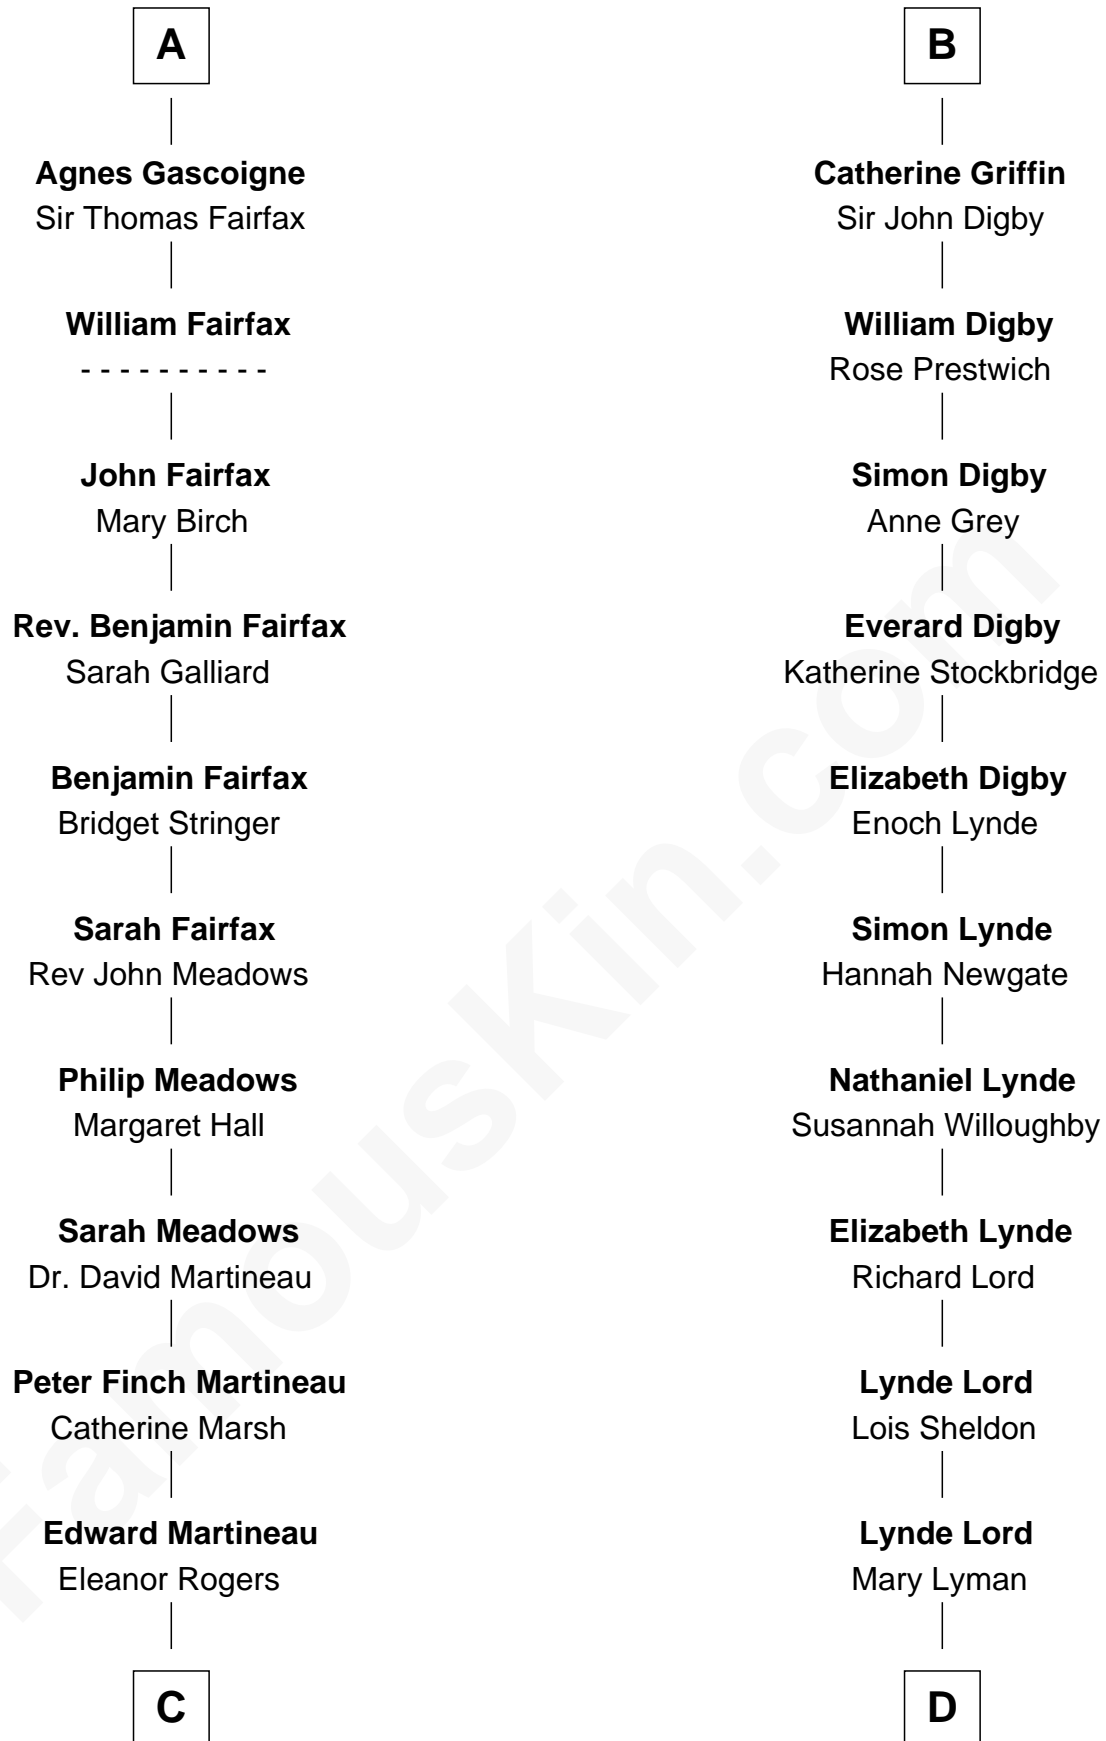 A
Agnes Gascoigne
Sir Thomas Fairfax
William Fairfax
- - - - - - - - - -
John Fairfax
Mary Birch
Rev. Benjamin Fairfax
Sarah Galliard
Benjamin Fairfax
Bridget Stringer
Sarah Fairfax
Rev John Meadows
Philip Meadows
Margaret Hall
Sarah Meadows
Dr. David Martineau
Peter Finch Martineau
Catherine Marsh
Edward Martineau
Eleanor Rogers
C
B
Catherine Griffin
Sir John Digby
William Digby
Rose Prestwich
Simon Digby
Anne Grey
Everard Digby
Katherine Stockbridge
Elizabeth Digby
Enoch Lynde
Simon Lynde
Hannah Newgate
Nathaniel Lynde
Susannah Willoughby
Elizabeth Lynde
Richard Lord
Lynde Lord
Lois Sheldon
Lynde Lord
Mary Lyman
D
FamousKin.com